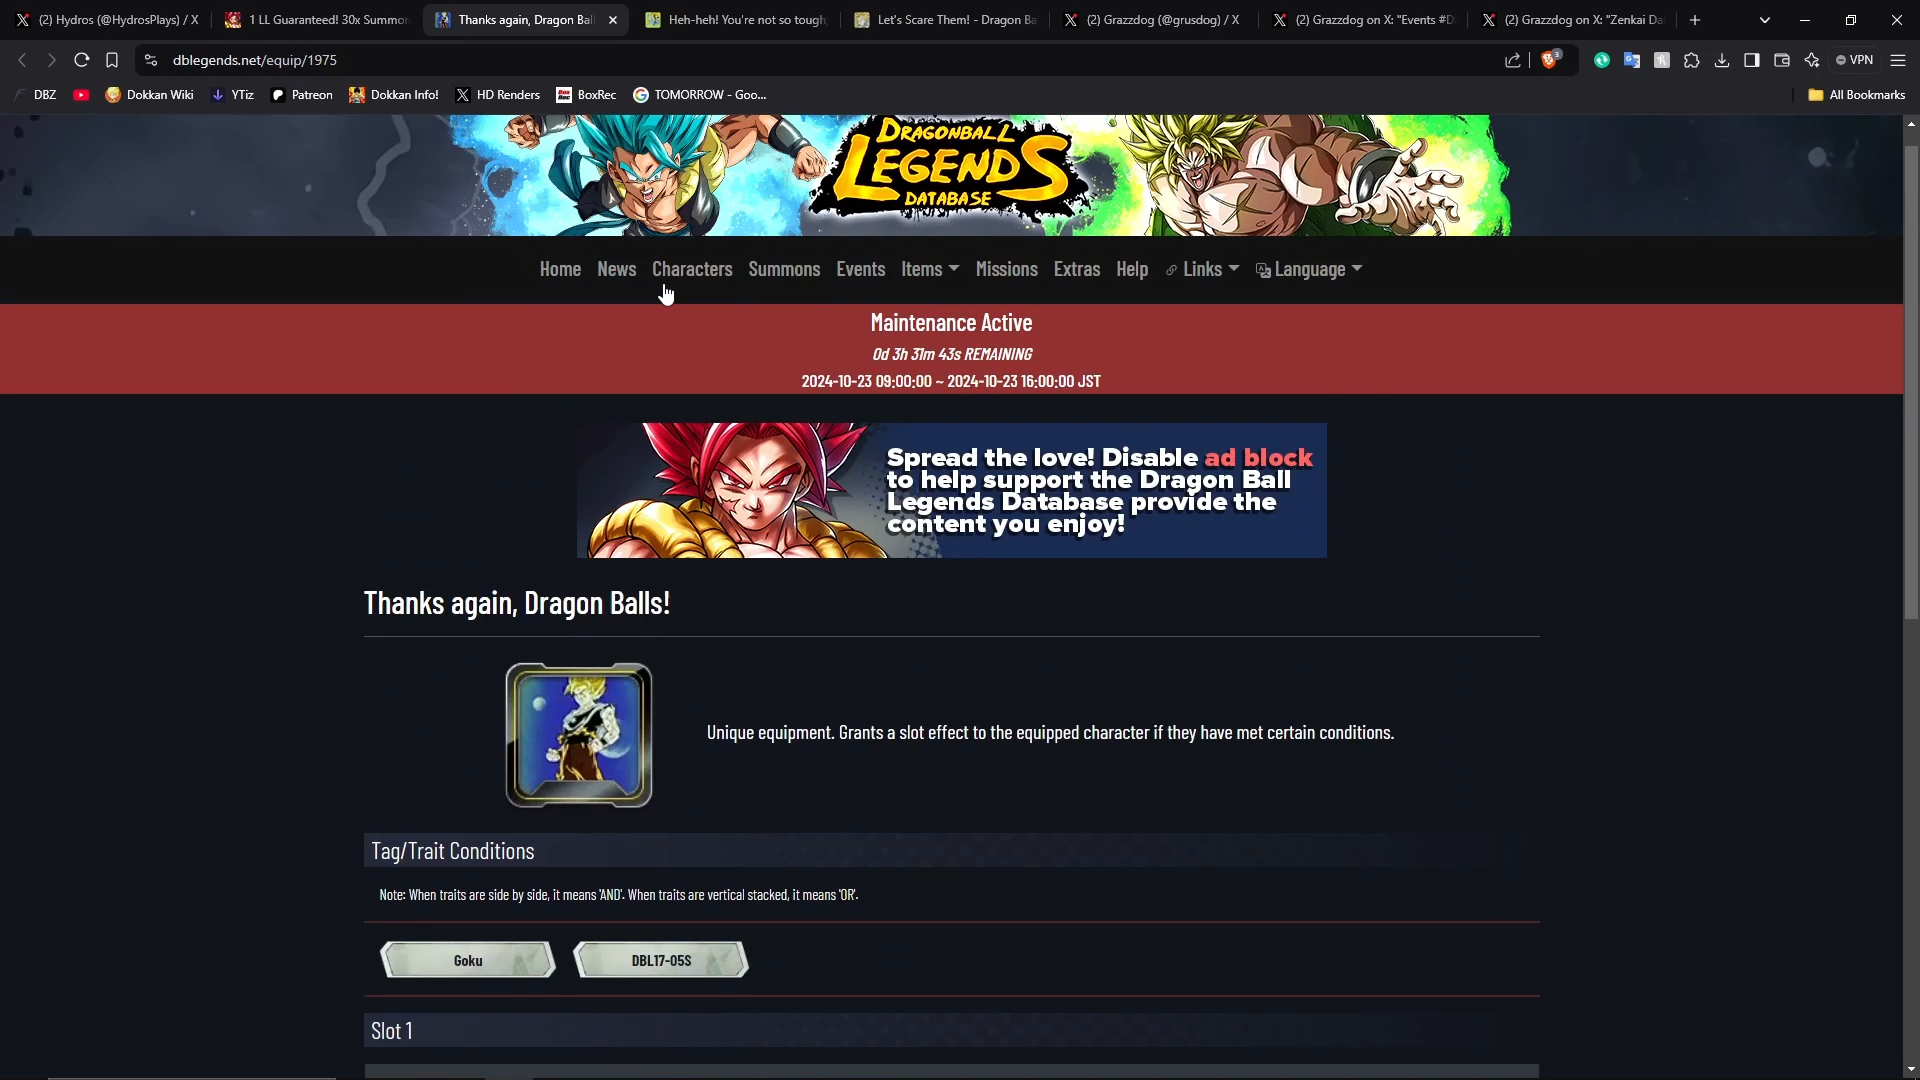 (2) Hydros (@HydrosPlays) / X
1 LL Guaranteed! 30x Summon
Thanks again, Dragon Ball
Heh-heh! You're not so tough,
Let's Scare Them! - Dragon Ba
(2) Grazzdog (@grusdog) / X
(2) Grazzdog on X: "Events #D
(2) Grazzdog on X: "Zenkai Da
dblegends.net/equip/1975
3
VPN
DBZ
Dokkan Wiki
YTiz
Patreon
Dokkan Info!
HD Renders
BoxRec
TOMORROW - Goo...
All Bookmarks
DRAGONBALL
LEGENDS
DATABASE
Home News Characters Summons Events Items Missions Extras Help Links Language
Maintenance Active
0d 3h 31m 43s REMAINING
2024-10-23 09:00:00 ~ 2024-10-23 16:00:00 JST
Spread the love! Disable ad block
to help support the Dragon Ball
Legends Database provide the
content you enjoy!
Thanks again, Dragon Balls!
Unique equipment. Grants a slot effect to the equipped character if they have met certain conditions.
Tag/Trait Conditions
Note: When traits are side by side, it means 'AND'. When traits are vertical stacked, it means 'OR'.
Goku
DBL17-05S
Slot 1